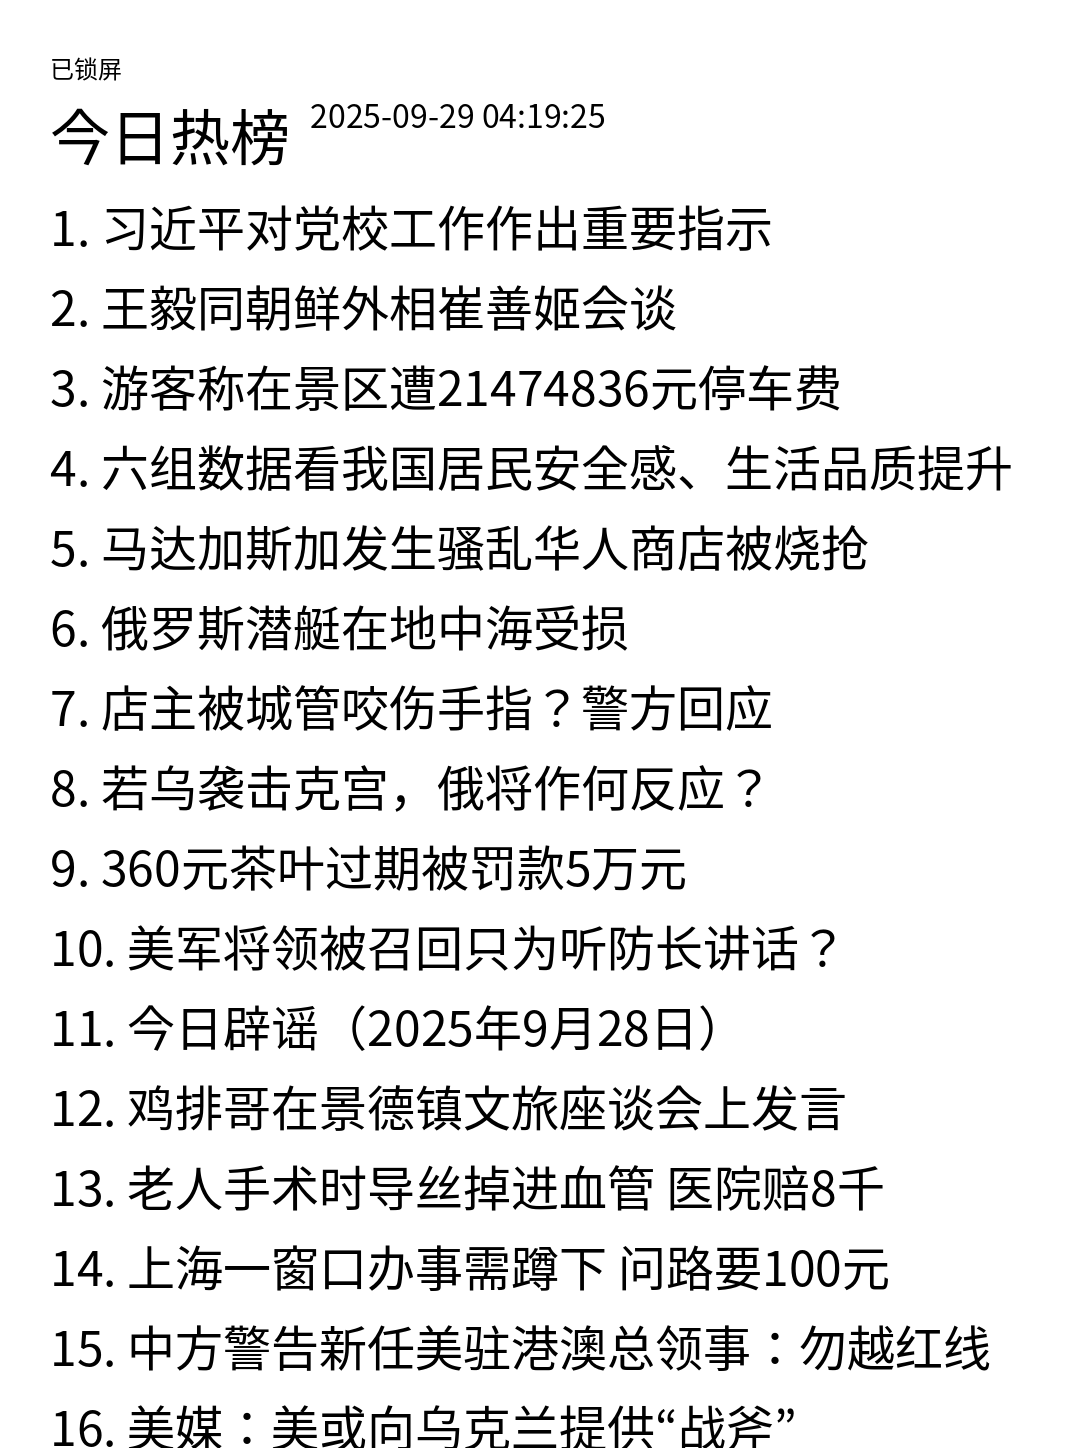 已锁屏
今日热榜 2025-09-29 04:19:25
1. 习近平对党校工作作出重要指示
2. 王毅同朝鲜外相崔善姬会谈
3. 游客称在景区遭21474836元停车费
4. 六组数据看我国居民安全感、生活品质提升
5. 马达加斯加发生骚乱华人商店被烧抢
6. 俄罗斯潜艇在地中海受损
7. 店主被城管咬伤手指？警方回应
8. 若乌袭击克宫，俄将作何反应？
9. 360元茶叶过期被罚款5万元
10. 美军将领被召回只为听防长讲话？
11. 今日辟谣（2025年9月28日）
12. 鸡排哥在景德镇文旅座谈会上发言
13. 老人手术时导丝掉进血管 医院赔8千
14. 上海一窗口办事需蹲下 问路要100元
15. 中方警告新任美驻港澳总领事：勿越红线
16. 美媒：美或向乌克兰提供“战斧”